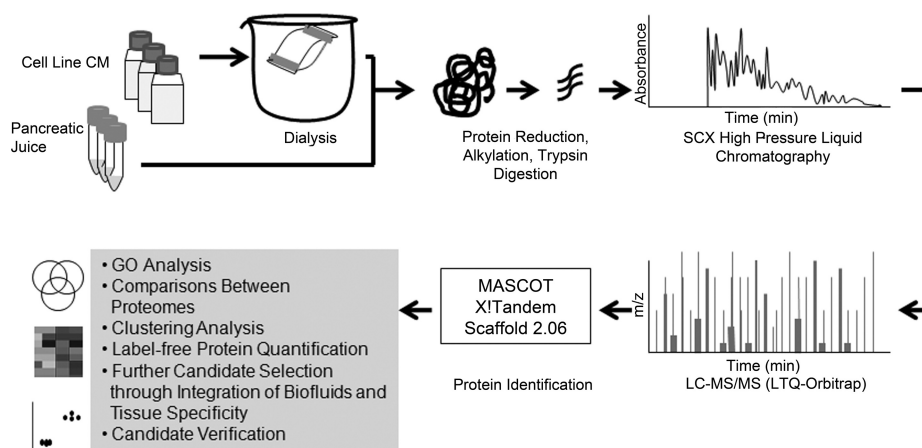 Cell Line CM
Pancreatic
Juice
Dialysis
Protein Reduction,
Alkylation, Trypsin
Digestion
Absorbance
Time (min)
SCX High Pressure Liquid
Chromatography
m/z
Time (min)
LC-MS/MS (LTQ-Orbitrap)
MASCOT
X!Tandem
Scaffold 2.06
Protein Identification
• GO Analysis
• Comparisons Between
Proteomes
• Clustering Analysis
• Label-free Protein Quantification
• Further Candidate Selection
through Integration of Biofluids and
Tissue Specificity
• Candidate Verification